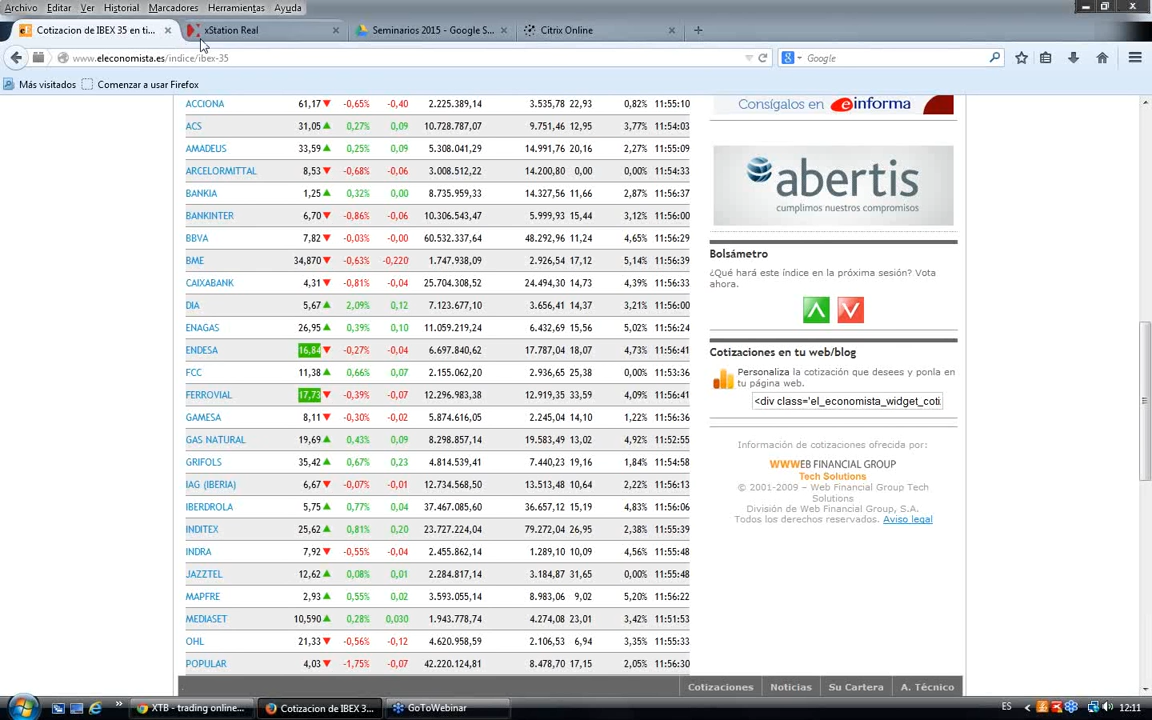 Archivo Editar Ver Historial Marcadores Herramientas Ayuda
Cotizacion de IBEX 35 en ti... × xStation Real × Seminarios 2015 - Google S... × Citrix Online × +
www.eleconomista.es/indice/ibex-35 Google
Más visitados Comenzar a usar Firefox
ACCIONA 61,17 -0,65% -0,40 2.225.389,14 3.535,78 22,93 0,82% 11:55:10
ACS 31,05 0,27% 0,09 10.728.787,07 9.751,46 12,95 3,77% 11:54:03
AMADEUS 33,59 0,25% 0,09 5.308.041,29 14.991,76 20,16 2,27% 11:55:09
ARCELORMITTAL 8,53 -0,68% -0,06 3.008.512,22 14.200,80 0,00 0,00% 11:54:33
BANKIA 1,25 0,32% 0,00 8.735.959,33 14.327,56 11,66 2,87% 11:56:37
BANKINTER 6,70 -0,86% -0,06 10.306.543,47 5.999,93 15,44 3,12% 11:56:00
BBVA 7,82 -0,03% -0,00 60.532.337,64 48.292,96 11,24 4,65% 11:56:29
BME 34,870 -0,63% -0,220 1.747.938,09 2.926,54 17,12 5,14% 11:56:39
CAIXABANK 4,31 -0,81% -0,04 25.704.308,52 24.494,30 14,73 4,39% 11:56:33
DIA 5,67 2,09% 0,12 7.123.677,10 3.656,41 14,37 3,21% 11:56:00
ENAGAS 26,95 0,39% 0,10 11.059.219,24 6.432,69 15,56 5,02% 11:56:24
ENDESA 16,84 -0,27% -0,04 6.697.840,62 17.787,04 18,07 4,73% 11:56:41
FCC 11,38 0,66% 0,07 2.155.062,20 2.936,65 25,38 0,00% 11:53:36
FERROVIAL 17,73 -0,39% -0,07 12.296.983,38 12.919,35 33,59 4,09% 11:56:41
GAMESA 8,11 -0,30% -0,02 5.874.616,05 2.245,04 14,10 1,22% 11:56:36
GAS NATURAL 19,69 0,43% 0,09 8.298.857,14 19.583,49 13,02 4,92% 11:52:55
GRIFOLS 35,42 0,67% 0,23 4.814.539,41 7.440,23 19,16 1,84% 11:54:58
IAG (IBERIA) 6,67 -0,07% -0,01 12.734.568,50 13.513,48 10,64 2,22% 11:56:13
IBERDROLA 5,75 0,77% 0,04 37.467.085,60 36.657,12 15,19 4,83% 11:56:06
INDITEX 25,62 0,81% 0,20 23.727.224,04 79.272,04 26,95 2,38% 11:55:39
INDRA 7,92 -0,55% -0,04 2.455.862,14 1.289,10 10,09 4,56% 11:55:48
JAZZTEL 12,62 0,08% 0,01 2.284.817,14 3.184,87 31,65 0,00% 11:55:48
MAPFRE 2,93 0,55% 0,02 3.593.055,14 8.983,06 9,02 5,20% 11:56:22
MEDIASET 10,590 0,28% 0,030 1.943.778,74 4.274,08 23,01 3,42% 11:51:53
OHL 21,33 -0,56% -0,12 4.620.958,59 2.106,53 6,94 3,35% 11:55:33
POPULAR 4,03 -1,75% -0,07 42.220.124,81 8.478,70 17,15 2,05% 11:56:30
Consígalos en einforma
abertis
cumplimos nuestros compromisos
Bolsámetro
¿Qué hará este índice en la próxima sesión? Vota
ahora.
Cotizaciones en tu web/blog
Personaliza la cotización que desees y ponla en
tu página web.
<div class='el_economista_widget_coti
Información de cotizaciones ofrecida por:
WWWEB FINANCIAL GROUP
Tech Solutions
© 2001-2009 – Web Financial Group Tech
Solutions
División de Web Financial Group, S.A.
Todos los derechos reservados. Aviso legal
Cotizaciones Noticias Su Cartera A. Técnico
XTB - trading online... Cotizacion de IBEX 3... GoToWebinar ES 12:11